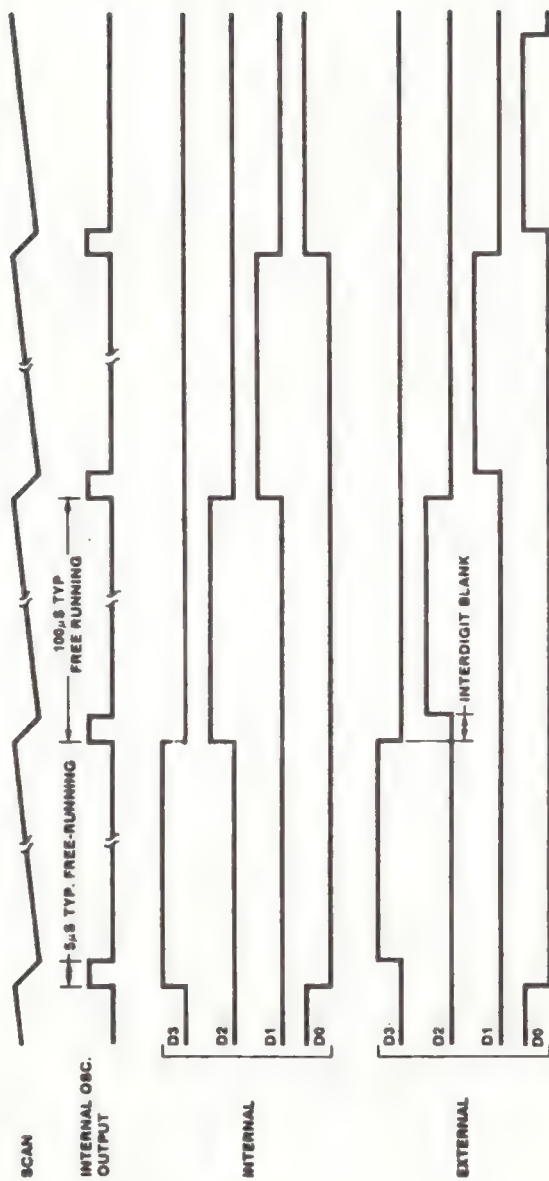 SCAN
INTERNAL OSC.
OUTPUT
5µS TYP. FREE-RUNNING
100µS TYP
FREE RUNNING
INTERNAL
D3
D2
D1
D0
EXTERNAL
D3
D2
D1
D0
INTERDIGIT BLANK